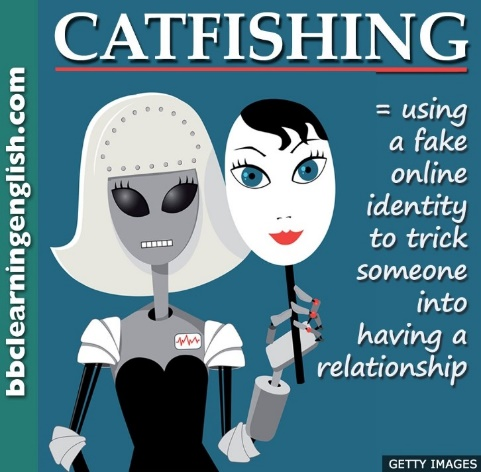 CATFISHING
= using
a fake
online
identity
to trick
someone
into
having a
relationship
bbclearningenglish.com
GETTY IMAGES